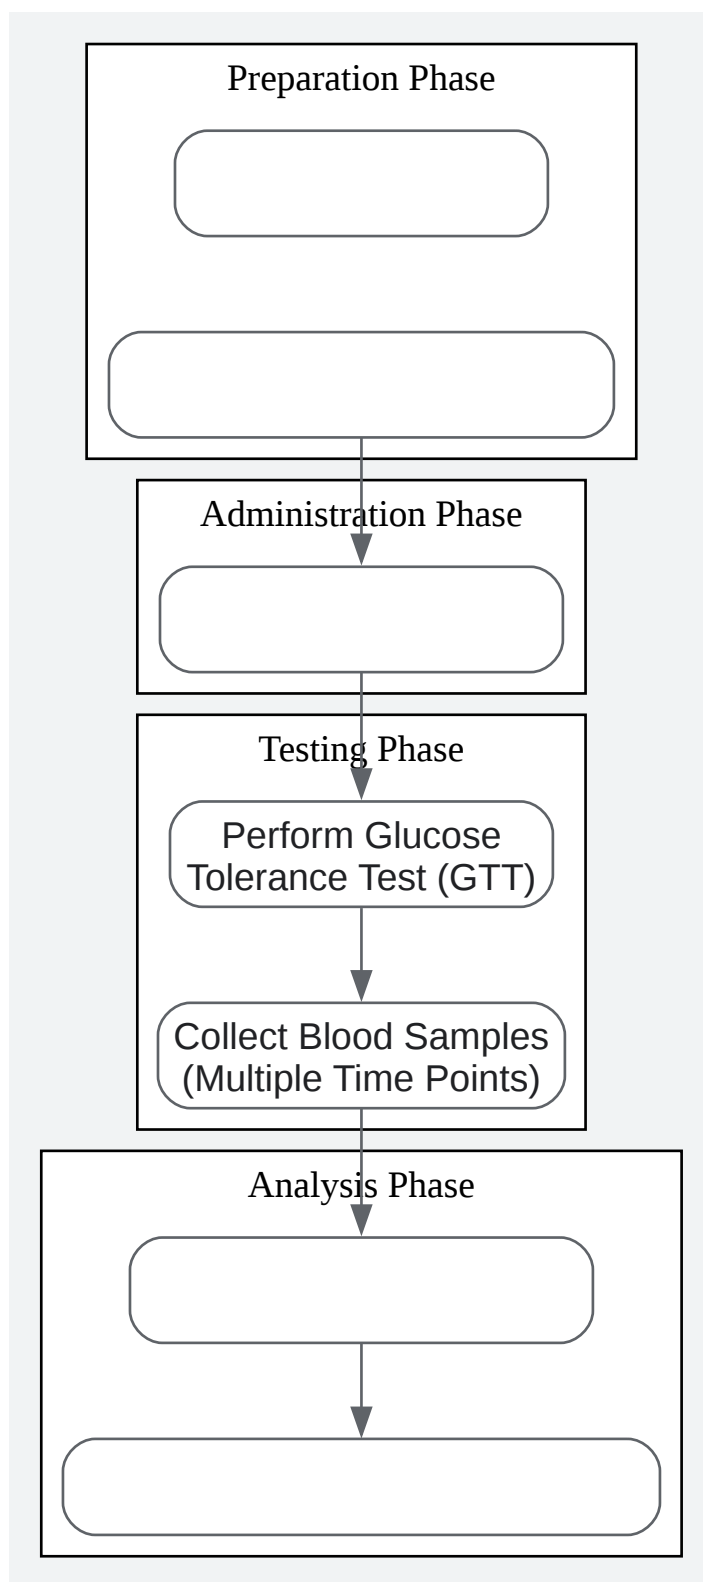 Preparation Phase
Administration Phase
Testing Phase
Perform Glucose
Tolerance Test (GTT)
Collect Blood Samples
(Multiple Time Points)
Analysis Phase